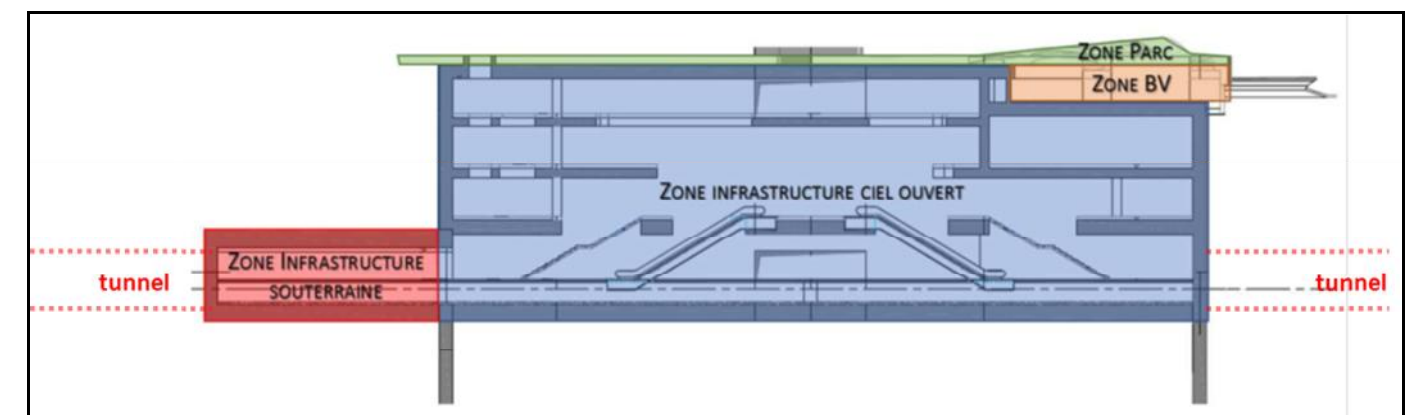 ZONE PARC
ZONE BV
ZONE INFRASTRUCTURE CIEL OUVERT
ZONE INFRASTRUCTURE
SOUTERRAINE
tunnel
tunnel